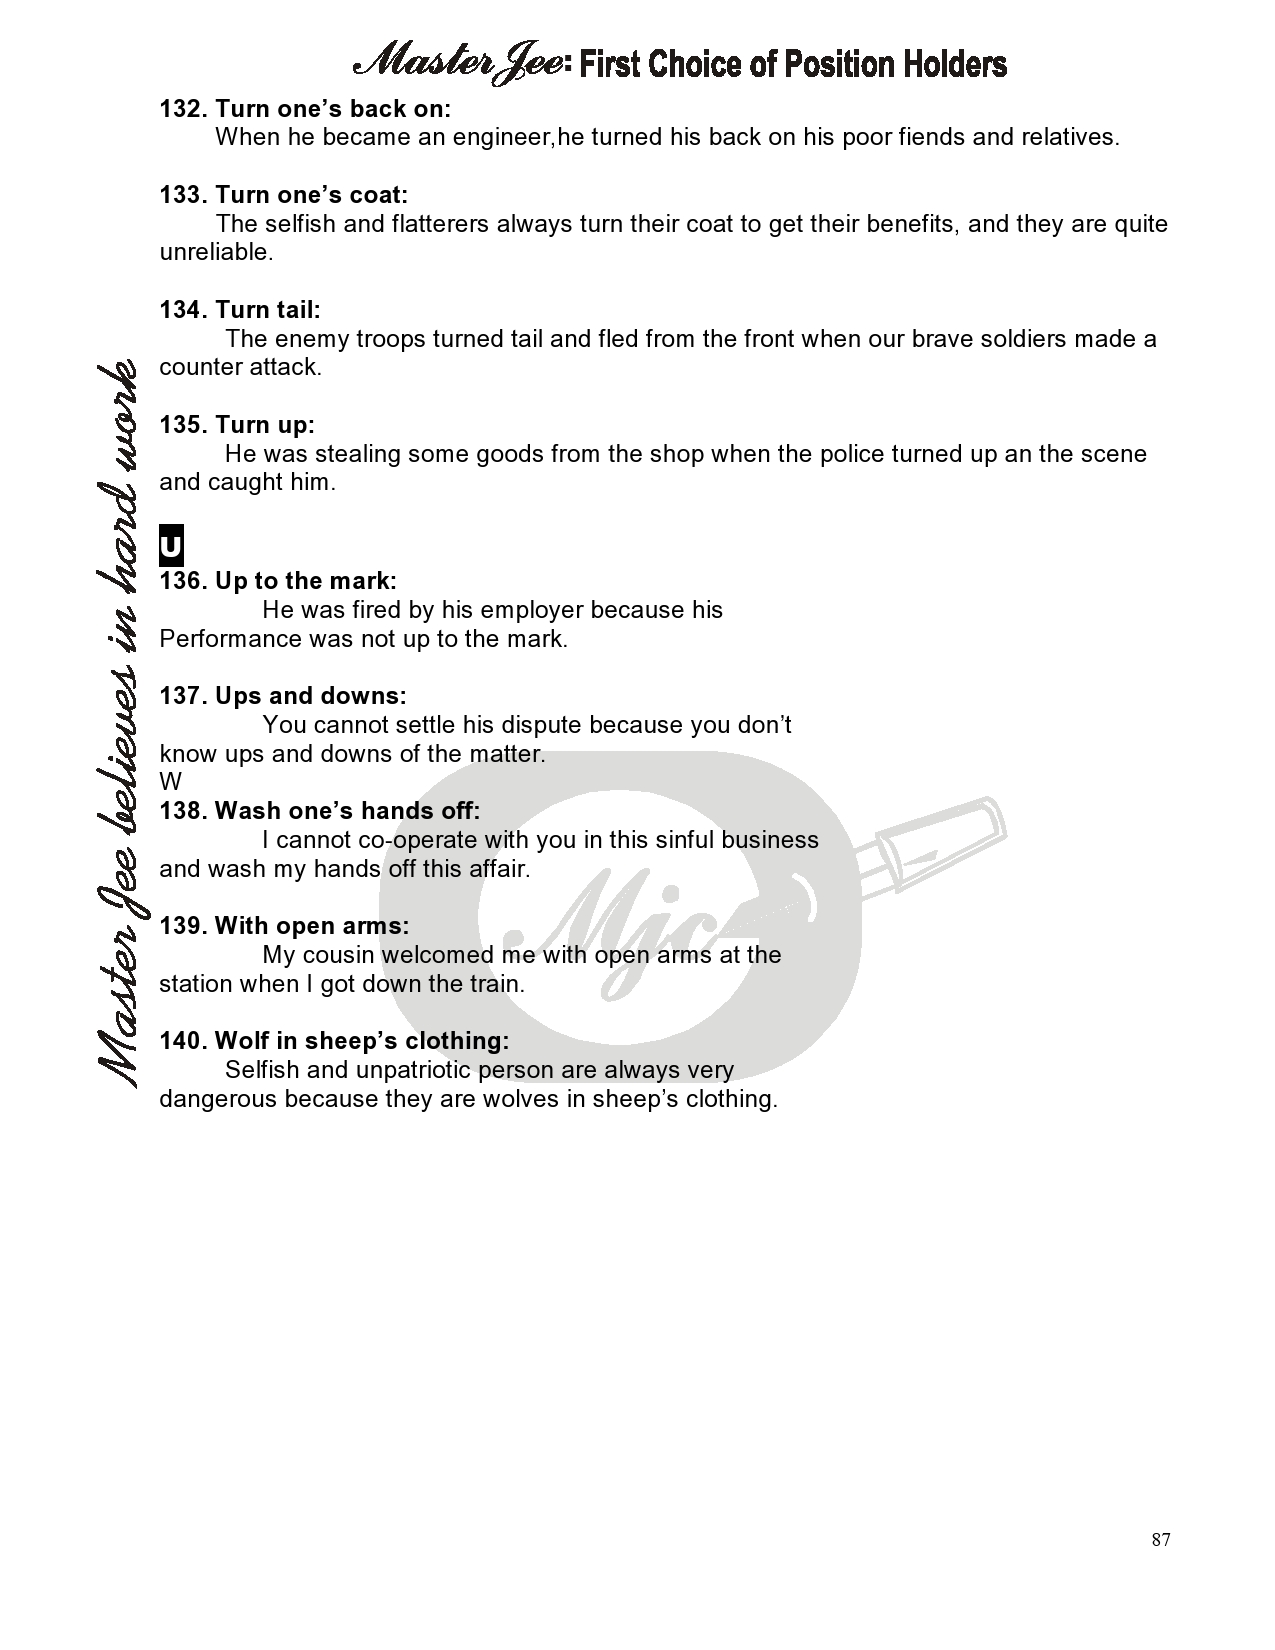 Master Jee: First Choice of Position Holders
132. Turn one’s back on:
When he became an engineer,he turned his back on his poor fiends and relatives.
133. Turn one’s coat:
The selfish and flatterers always turn their coat to get their benefits, and they are quite
unreliable.
134. Turn tail:
The enemy troops turned tail and fled from the front when our brave soldiers made a
counter attack.
135. Turn up:
He was stealing some goods from the shop when the police turned up an the scene
and caught him.
U
136. Up to the mark:
He was fired by his employer because his
Performance was not up to the mark.
137. Ups and downs:
You cannot settle his dispute because you don’t
know ups and downs of the matter.
W
138. Wash one’s hands off:
I cannot co-operate with you in this sinful business
and wash my hands off this affair.
139. With open arms:
My cousin welcomed me with open arms at the
station when I got down the train.
140. Wolf in sheep’s clothing:
Selfish and unpatriotic person are always very
dangerous because they are wolves in sheep’s clothing.
Master Jee believes in hard work
Mjc
87